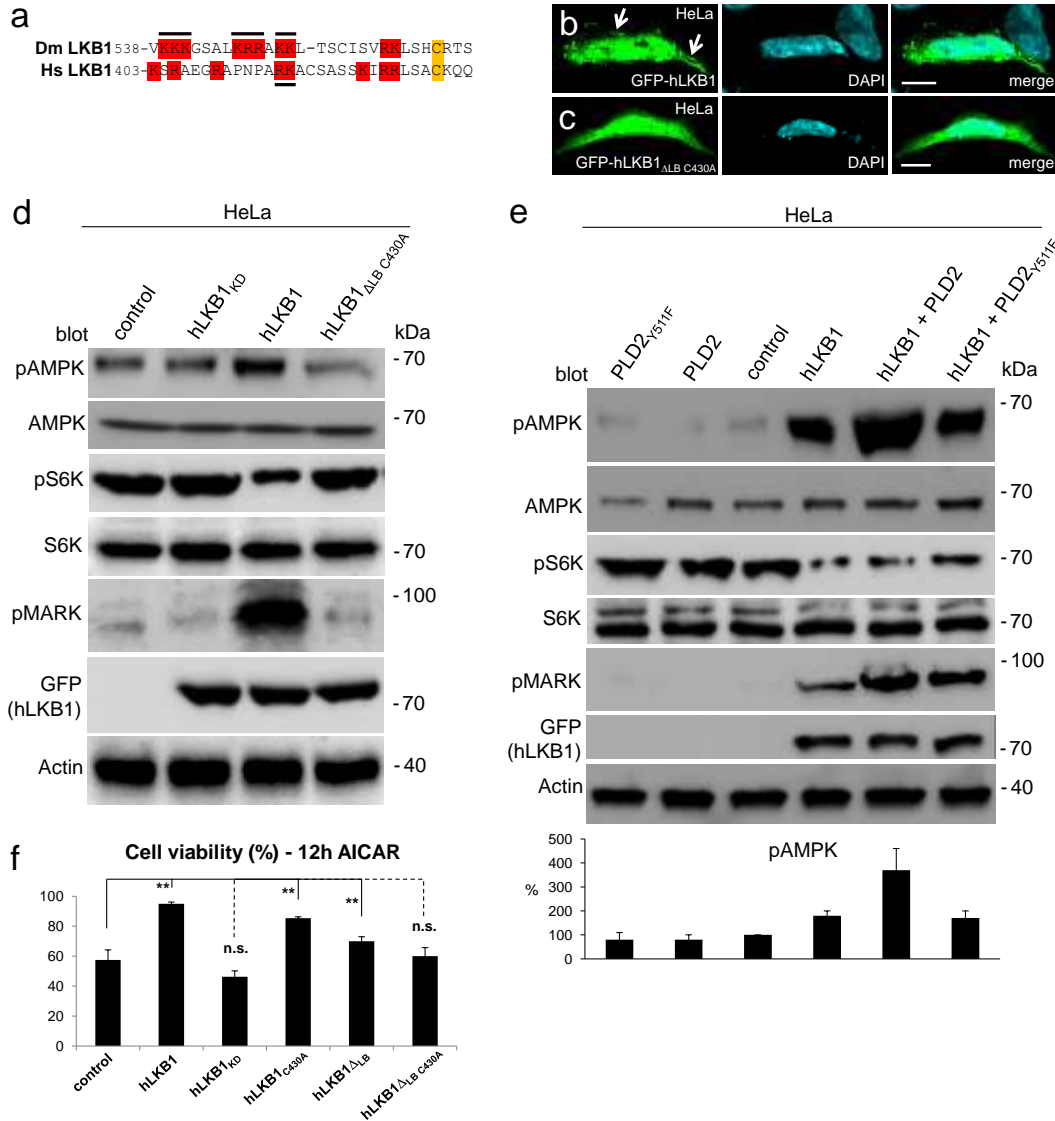 a
Dm LKB1 538-VKKKGSALKRRAKKL-TSCISVRKLSHCRTS
Hs LKB1 403-KSRAEGRAPNPARKACSASSKIRRLSACKQQ
b HeLa
GFP-hLKB1 DAPI merge
c HeLa
GFP-hLKB1ΔLB C430A DAPI merge
d
HeLa
blot control hLKB1KD hLKB1 hLKB1ΔLB C430A kDa
pAMPK - 70
AMPK - 70
pS6K
S6K - 70
pMARK - 100
GFP (hLKB1) - 70
Actin - 40
e
HeLa
blot PLD2Y511F PLD2 control hLKB1 hLKB1 + PLD2 hLKB1 + PLD2Y511F kDa
pAMPK - 70
AMPK - 70
pS6K - 70
S6K - 70
pMARK - 100
GFP (hLKB1) - 70
Actin - 40
pAMPK
%
500
400
300
200
100
0
f
Cell viability (%) - 12h AICAR
100
80
60
40
20
0
** n.s. ** ** n.s.
control hLKB1 hLKB1KD hLKB1C430A hLKB1ΔLB hLKB1ΔLB C430A